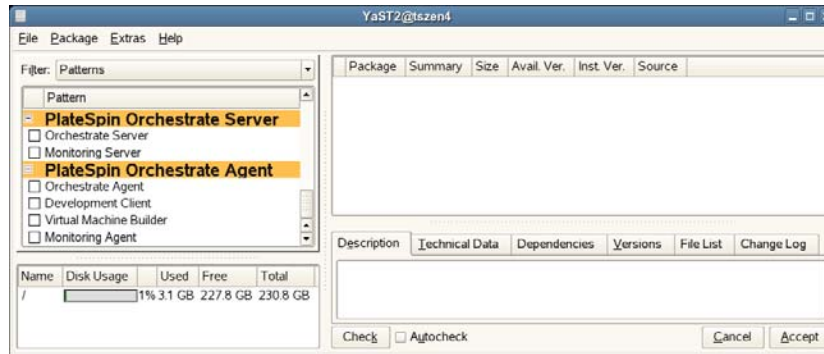 YaST2@tszen4
File Package Extras Help
Filter: Patterns
Pattern
PlateSpin Orchestrate Server
Orchestrate Server
Monitoring Server
PlateSpin Orchestrate Agent
Orchestrate Agent
Development Client
Virtual Machine Builder
Monitoring Agent
Name Disk Usage Used Free Total
/ 1% 3.1 GB 227.8 GB 230.8 GB
Package Summary Size Avail. Ver. Inst. Ver. Source
Description Technical Data Dependencies Versions File List Change Log
Check Autocheck Cancel Accept